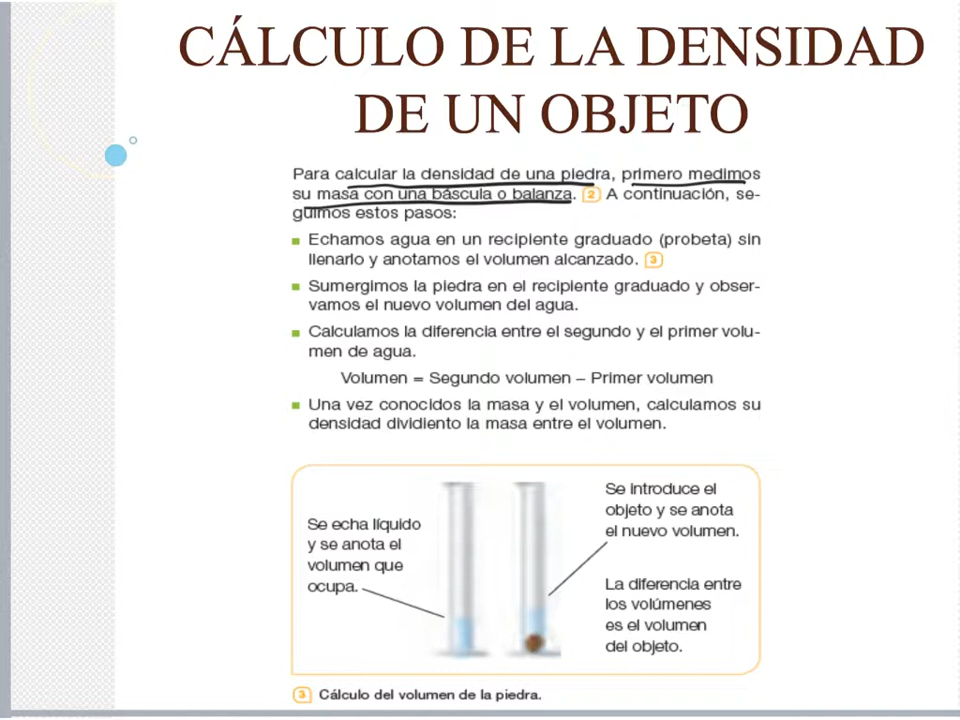 CÁLCULO DE LA DENSIDAD
DE UN OBJETO
Para calcular la densidad de una piedra, primero medimos
su masa con una báscula o balanza. 2 A continuación, se-
guimos estos pasos:
Echamos agua en un recipiente graduado (probeta) sin
llenarlo y anotamos el volumen alcanzado. 3
Sumergimos la piedra en el recipiente graduado y obser-
vamos el nuevo volumen del agua.
Calculamos la diferencia entre el segundo y el primer volu-
men de agua.
Volumen = Segundo volumen – Primer volumen
Una vez conocidos la masa y el volumen, calculamos su
densidad dividiento la masa entre el volumen.
Se echa líquido
y se anota el
volumen que
ocupa.
Se introduce el
objeto y se anota
el nuevo volumen.
La diferencia entre
los volúmenes
es el volumen
del objeto.
3 Cálculo del volumen de la piedra.